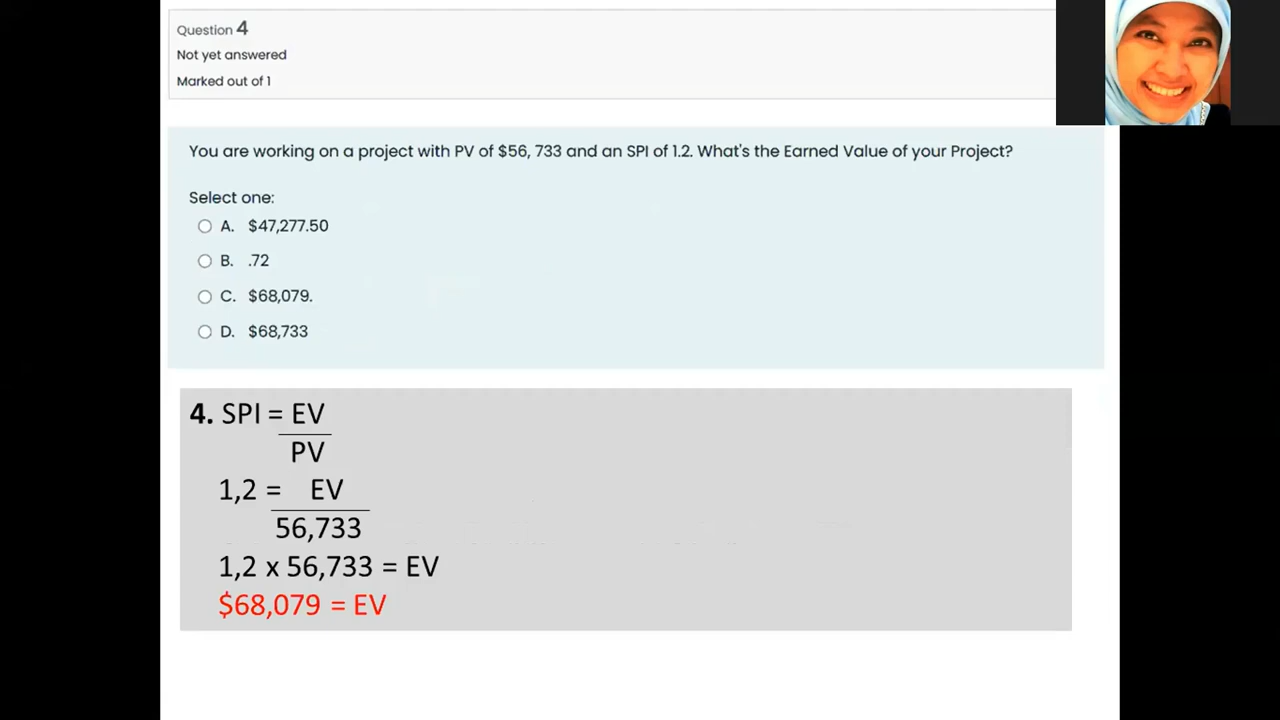 Question 4
Not yet answered
Marked out of 1
You are working on a project with PV of $56, 733 and an SPI of 1.2. What's the Earned Value of your Project?
Select one:
A. $47,277.50
B. .72
C. $68,079.
D. $68,733
4. SPI = EV
PV
1,2 = EV
56,733
1,2 x 56,733 = EV
$68,079 = EV